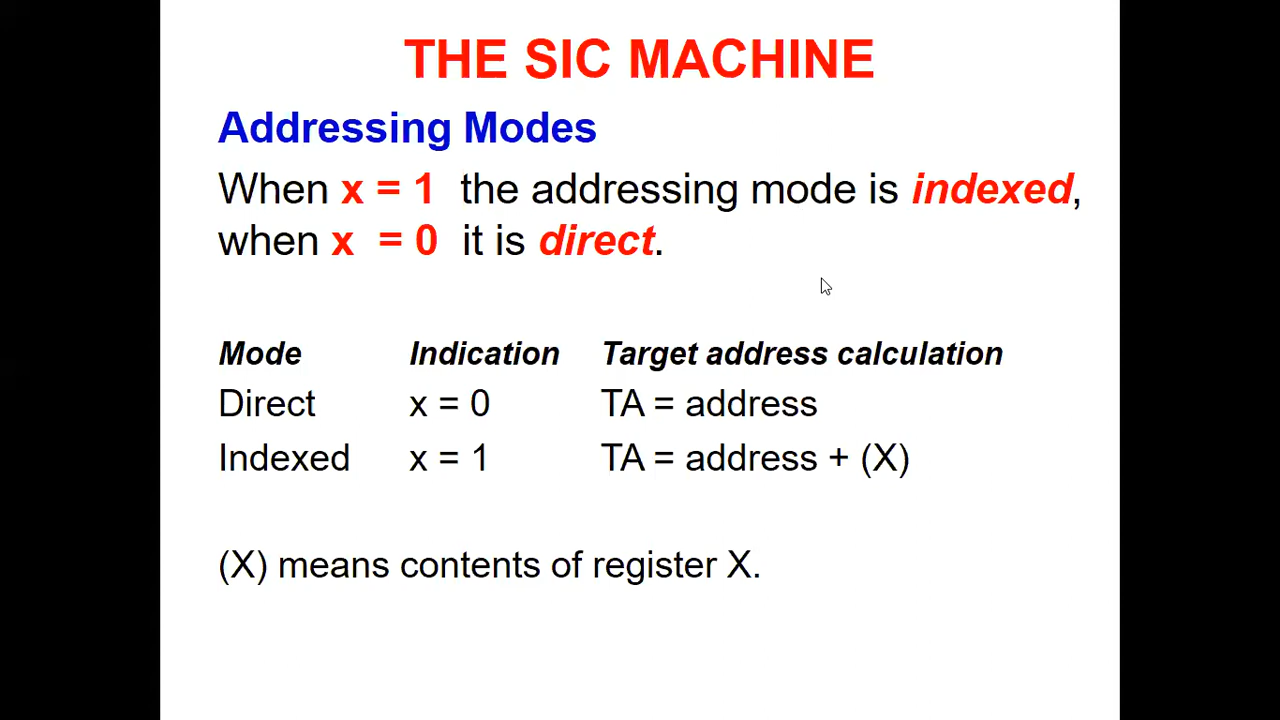 THE SIC MACHINE
Addressing Modes
When x = 1 the addressing mode is indexed,
when x = 0 it is direct.
Mode Indication Target address calculation
Direct x = 0 TA = address
Indexed x = 1 TA = address + (X)
(X) means contents of register X.